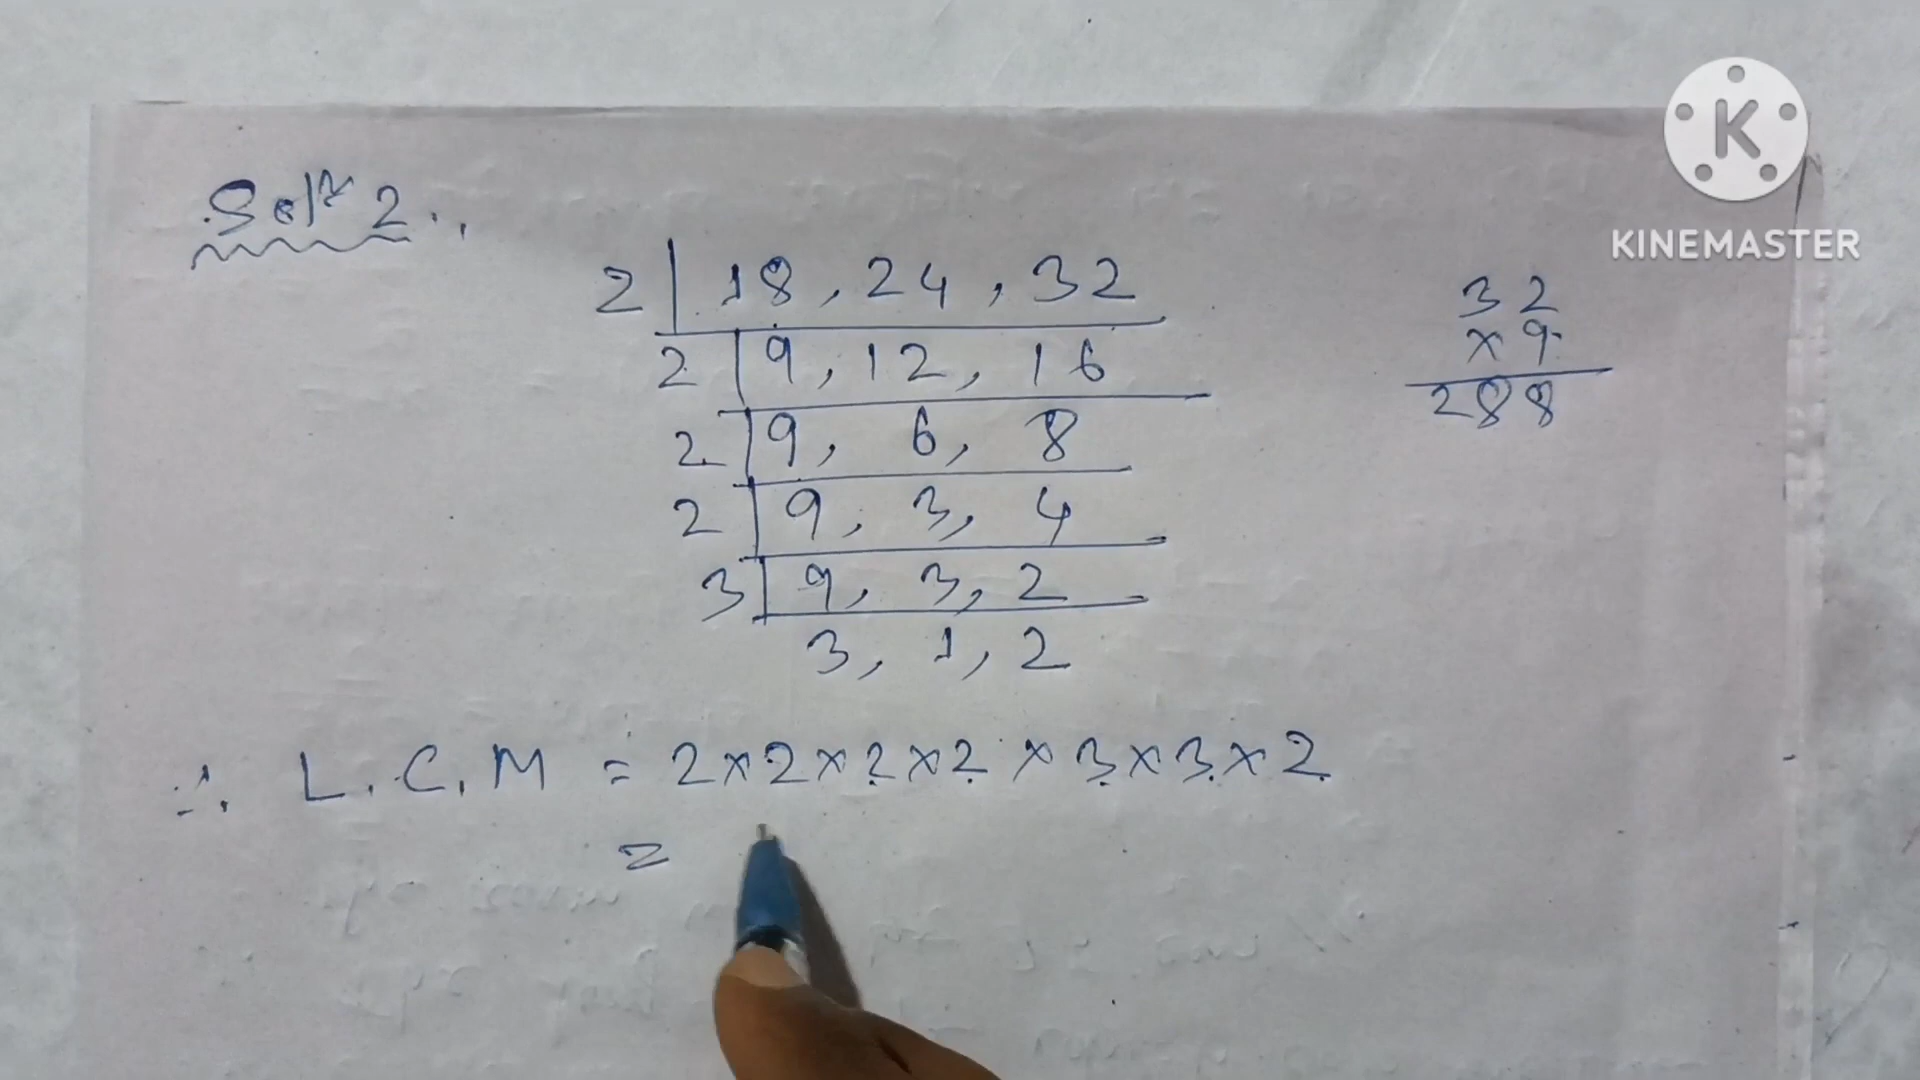 Solⁿ 2.
2 | 18, 24, 32
2 | 9, 12, 16
2 | 9, 6, 8
2 | 9, 3, 4
3 | 9, 3, 2
3, 1, 2
∴ L.C.M = 2×2×2×2×3×3×2
=
32
×9
288
K
KINEMASTER